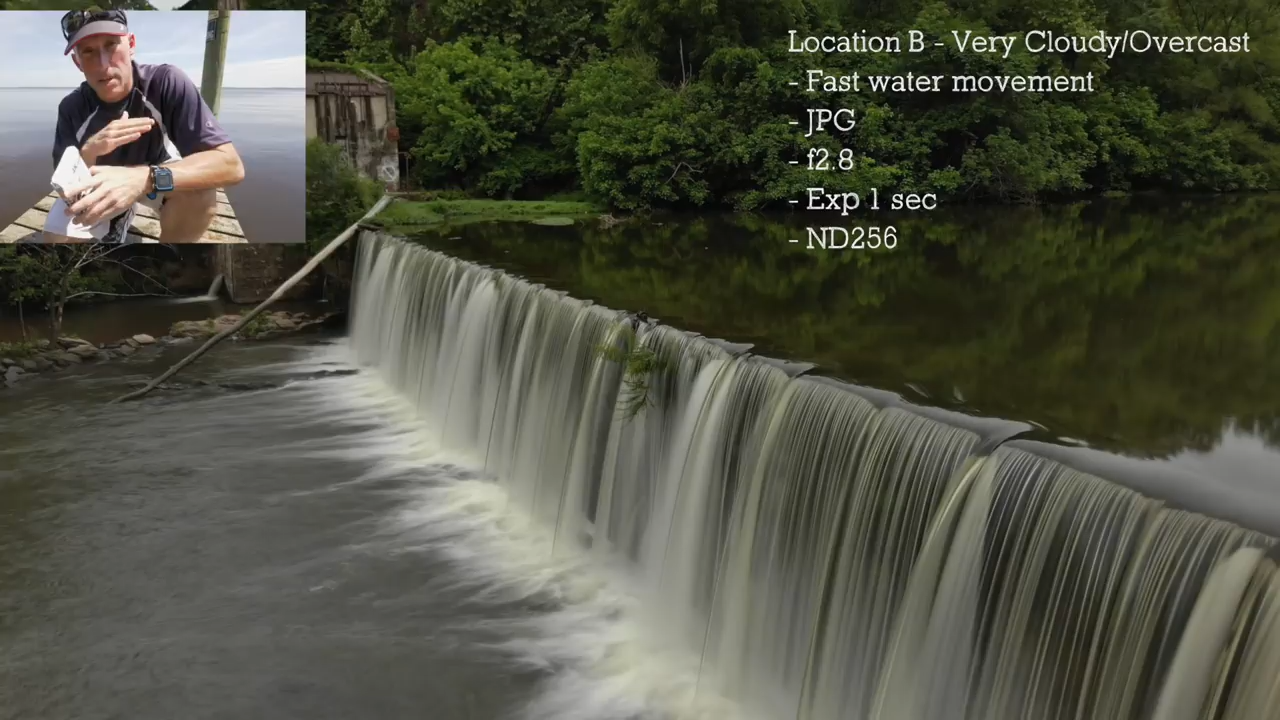 Location B - Very Cloudy/Overcast
- Fast water movement
- JPG
- f2.8
- Exp 1 sec
- ND256